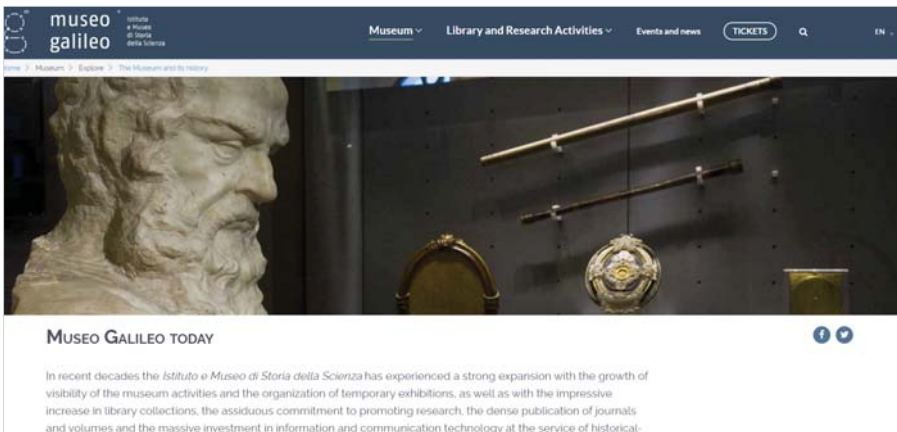 museo
galileo
Istituto
e Museo
di Storia
della Scienza
Museum
Library and Research Activities
Events and news
TICKETS
EN
Home > Museum > Explore > The Museum and its history
MUSEO GALILEO TODAY
In recent decades the Istituto e Museo di Storia della Scienza has experienced a strong expansion with the growth of
visibility of the museum activities and the organization of temporary exhibitions, as well as with the impressive
increase in library collections, the assiduous commitment to promoting research, the dense publication of journals
and volumes and the massive investment in information and communication technology at the service of historical-